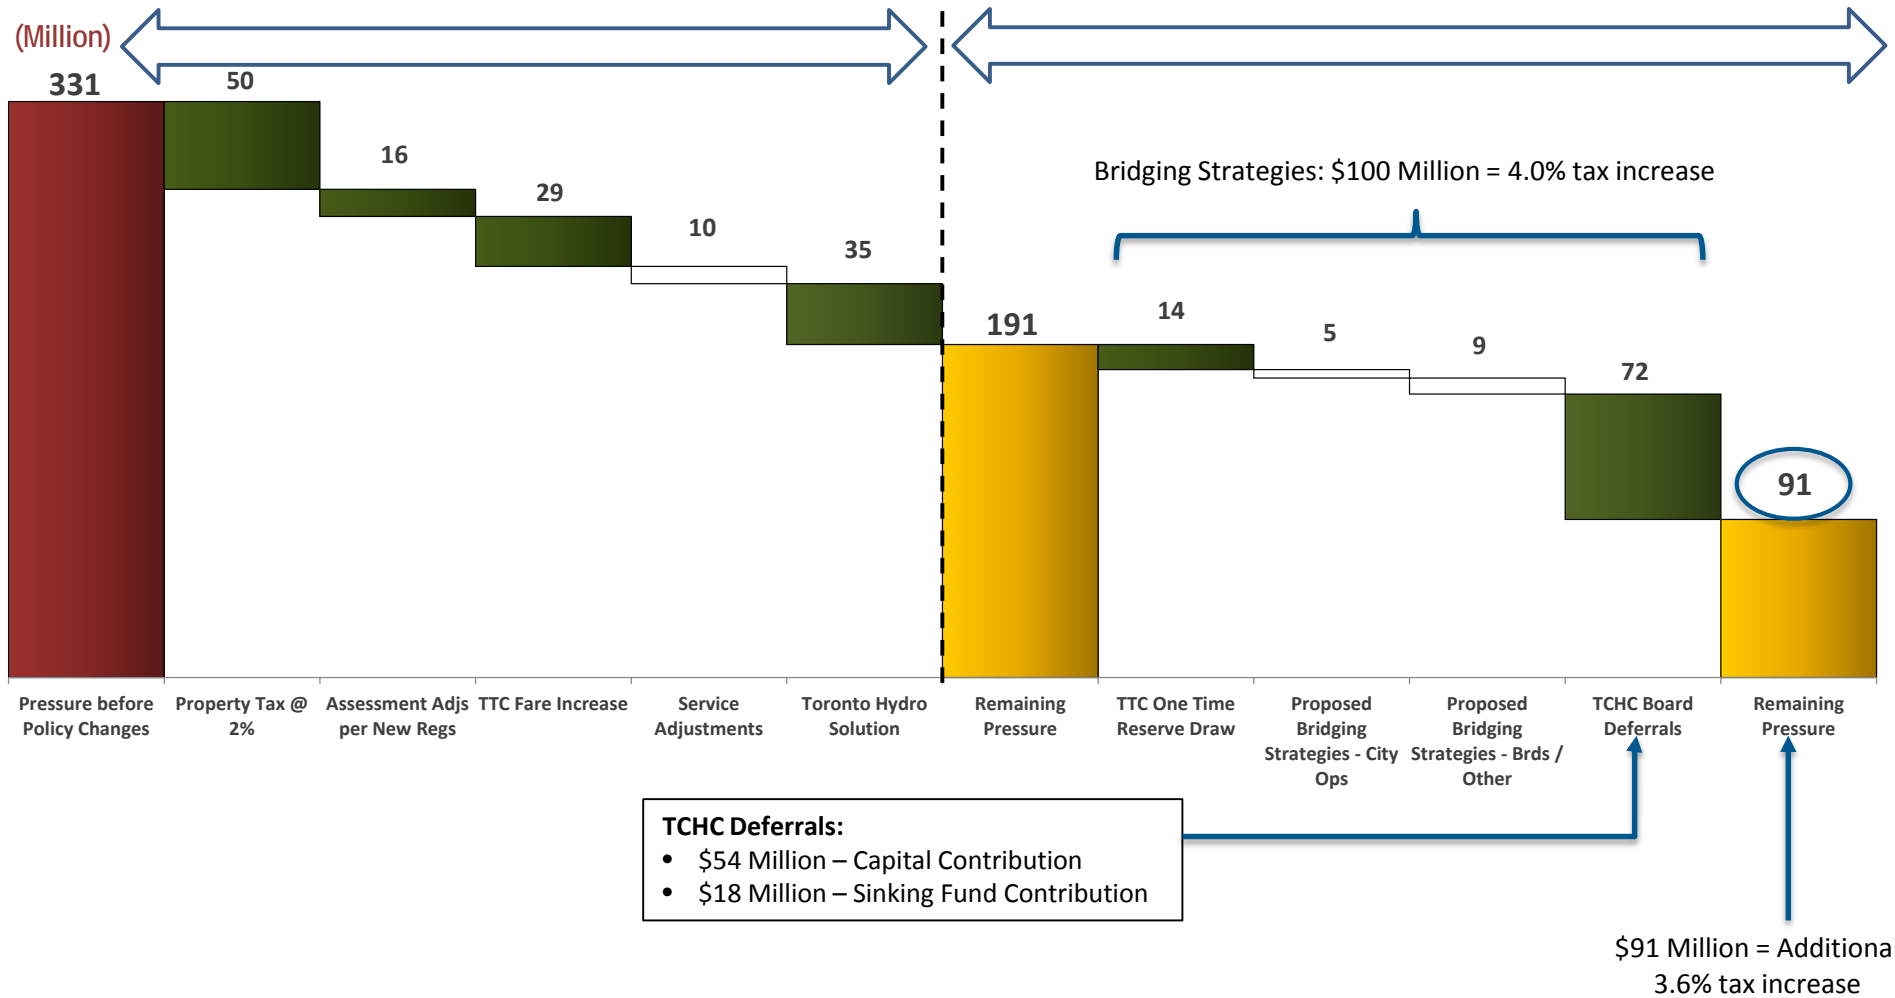 (Million)
331
50
16
29
10
35
191
14
5
9
72
91
Bridging Strategies: $100 Million = 4.0% tax increase
Pressure before
Policy Changes
Property Tax @
2%
Assessment Adjs
per New Regs
TTC Fare Increase
Service
Adjustments
Toronto Hydro
Solution
Remaining
Pressure
TTC One Time
Reserve Draw
Proposed
Bridging
Strategies - City
Ops
Proposed
Bridging
Strategies - Brds /
Other
TCHC Board
Deferrals
Remaining
Pressure
TCHC Deferrals:
• $54 Million – Capital Contribution
• $18 Million – Sinking Fund Contribution
$91 Million = Additiona
3.6% tax increase